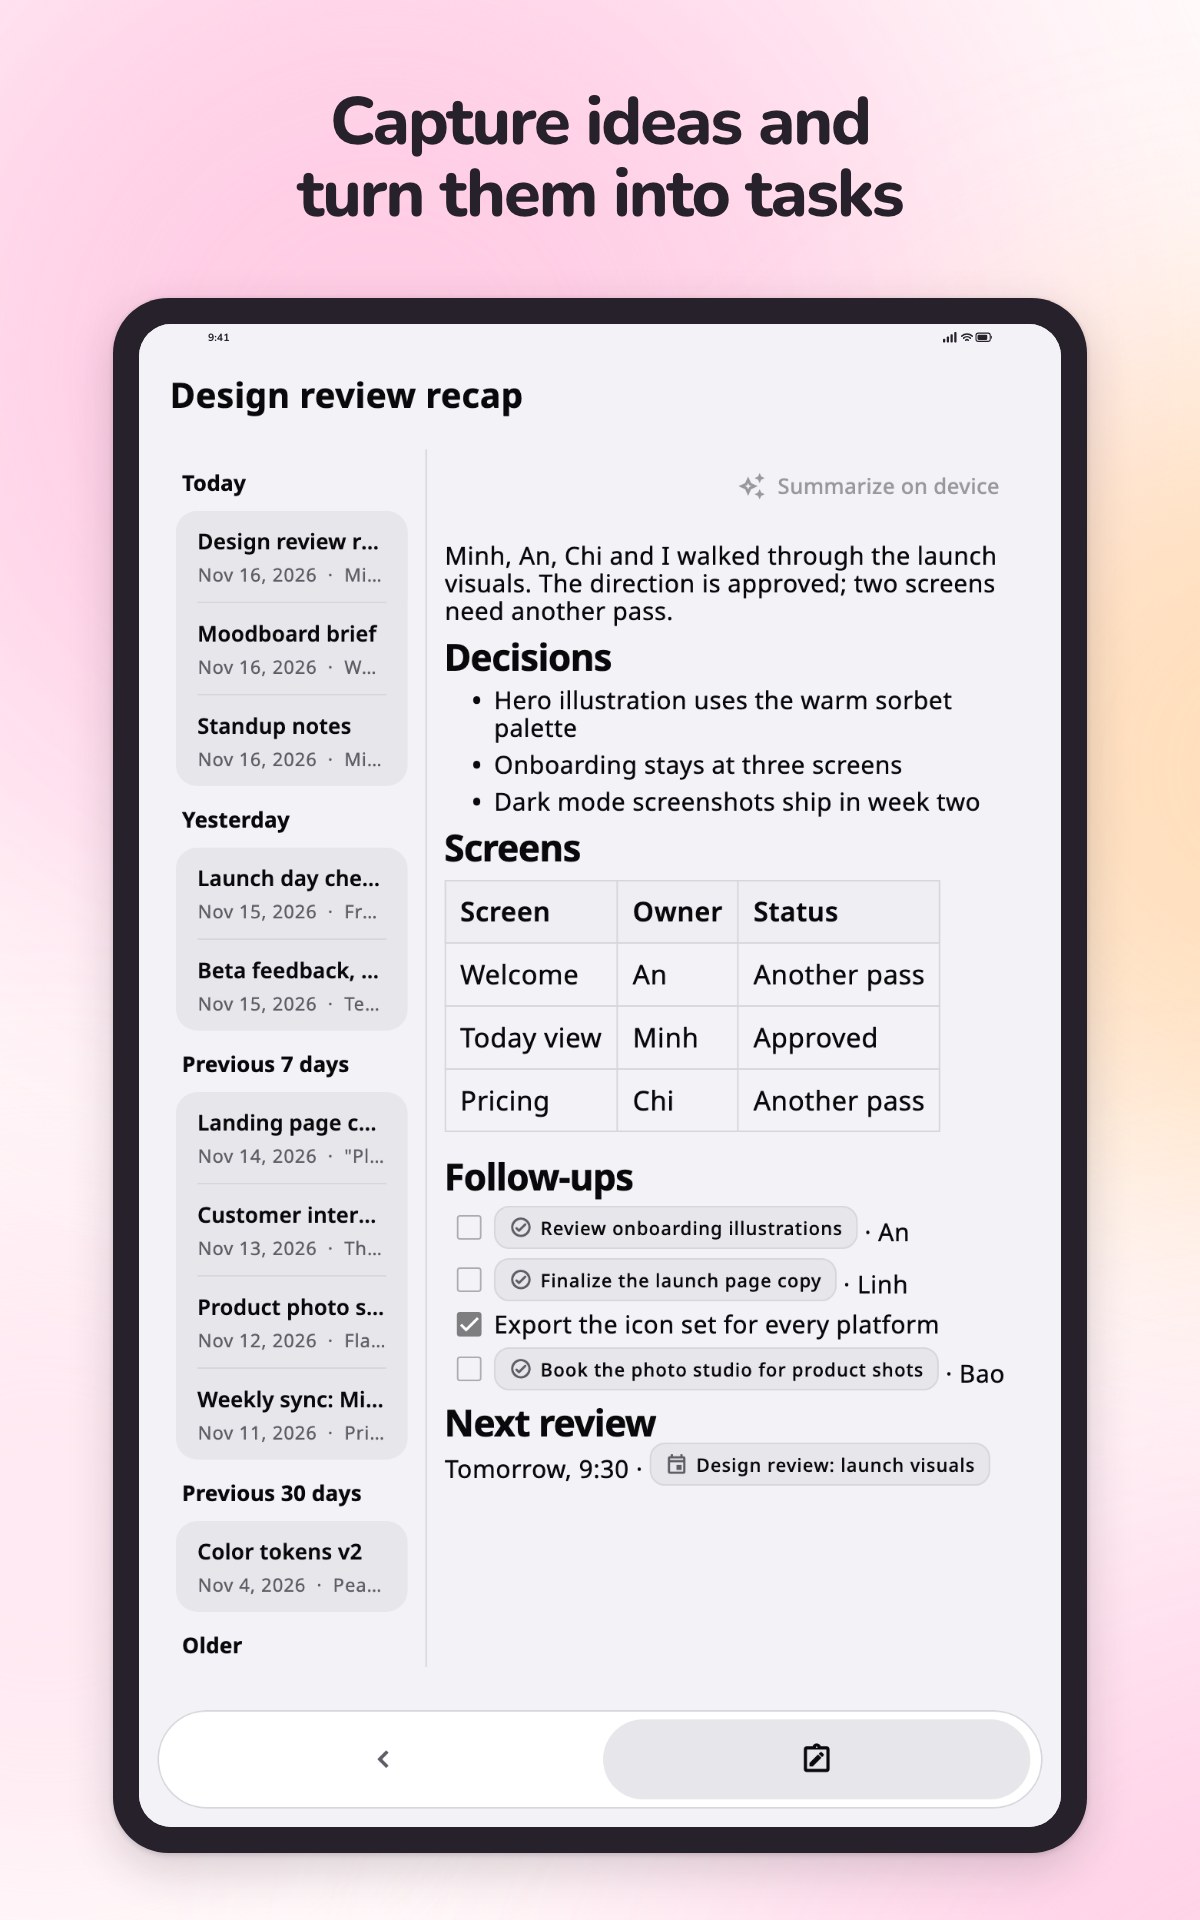 Capture ideas and
turn them into tasks
9:41
Design review recap
Today
Design review r...
Nov 16, 2026 · Mi...
Moodboard brief
Nov 16, 2026 · W...
Standup notes
Nov 16, 2026 · Mi...
Yesterday
Launch day che...
Nov 15, 2026 · Fr...
Beta feedback, ...
Nov 15, 2026 · Te...
Previous 7 days
Landing page c...
Nov 14, 2026 · "Pl...
Customer inter...
Nov 13, 2026 · Th...
Product photo s...
Nov 12, 2026 · Fla...
Weekly sync: Mi...
Nov 11, 2026 · Pri...
Previous 30 days
Color tokens v2
Nov 4, 2026 · Pea...
Older
Summarize on device
Minh, An, Chi and I walked through the launch
visuals. The direction is approved; two screens
need another pass.
Decisions
• Hero illustration uses the warm sorbet
palette
• Onboarding stays at three screens
• Dark mode screenshots ship in week two
Screens
Screen Owner Status
Welcome An Another pass
Today view Minh Approved
Pricing Chi Another pass
Follow-ups
Review onboarding illustrations · An
Finalize the launch page copy · Linh
Export the icon set for every platform
Book the photo studio for product shots · Bao
Next review
Tomorrow, 9:30 · Design review: launch visuals